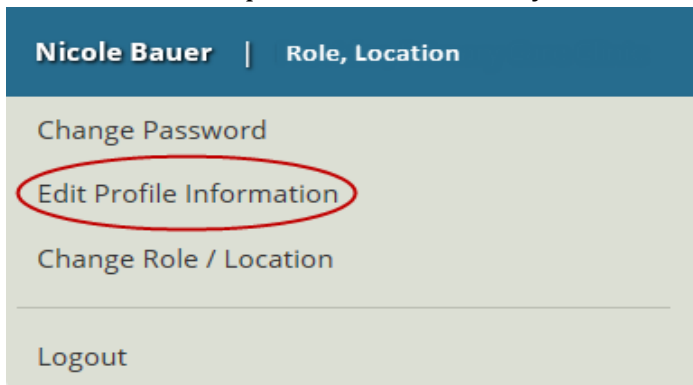 Nicole Bauer | Role, Location
Change Password
Edit Profile Information
Change Role / Location
Logout